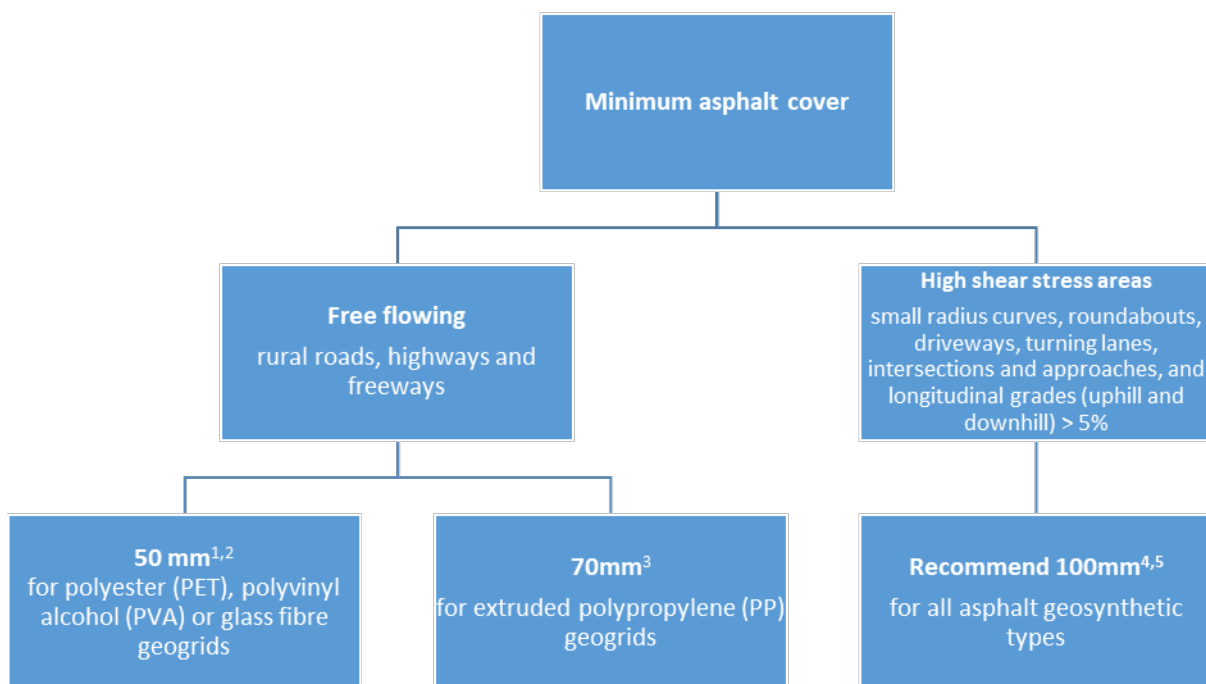 Minimum asphalt cover
Free flowing
rural roads, highways and
freeways
High shear stress areas
small radius curves, roundabouts,
driveways, turning lanes,
intersections and approaches, and
longitudinal grades (uphill and
downhill) > 5%
50 mm1,2
for polyester (PET), polyvinyl
alcohol (PVA) or glass fibre
geogrids
70mm3
for extruded polypropylene (PP)
geogrids
Recommend 100mm4,5
for all asphalt geosynthetic
types